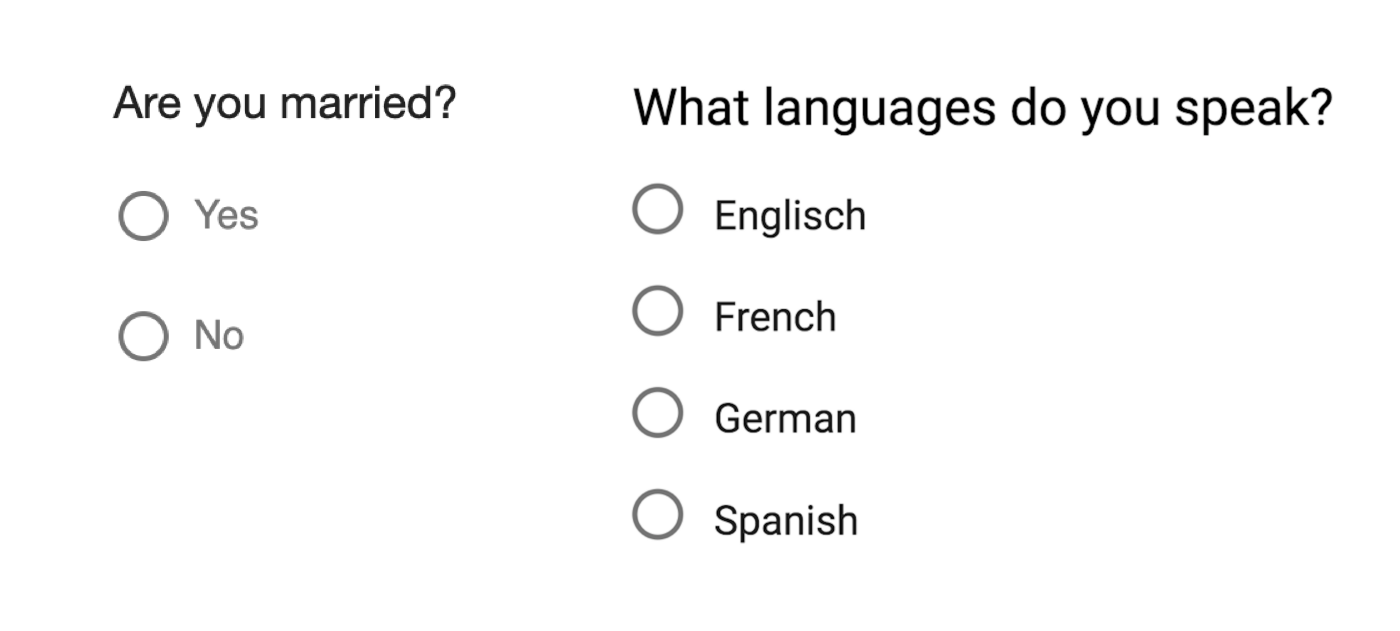 Are you married?
Yes
No
What languages do you speak?
Englisch
French
German
Spanish